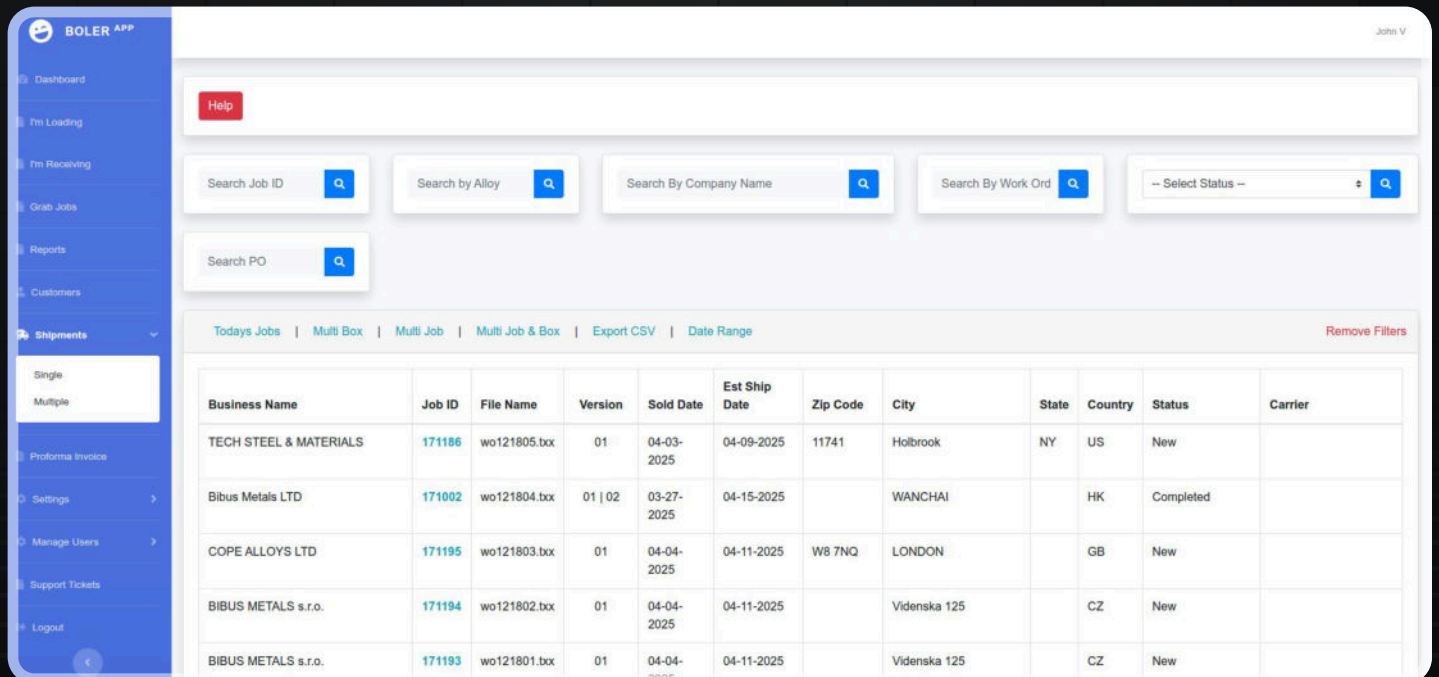 BOLER APP
John V
Dashboard
I'm Loading
I'm Receiving
Grab Jobs
Reports
Customers
Shipments
Single
Multiple
Proforma Invoice
Settings
Manage Users
Support Tickets
Logout
Help
Search Job ID
Search by Alloy
Search By Company Name
Search By Work Ord
-- Select Status --
Search PO
Todays Jobs | Multi Box | Multi Job | Multi Job & Box | Export CSV | Date Range
Remove Filters
Business Name Job ID File Name Version Sold Date Est Ship Date Zip Code City State Country Status Carrier
TECH STEEL & MATERIALS 171186 wo121805.txx 01 04-03-2025 04-09-2025 11741 Holbrook NY US New
Bibus Metals LTD 171002 wo121804.txx 01 | 02 03-27-2025 04-15-2025 WANCHAI HK Completed
COPE ALLOYS LTD 171195 wo121803.txx 01 04-04-2025 04-11-2025 W8 7NQ LONDON GB New
BIBUS METALS s.r.o. 171194 wo121802.txx 01 04-04-2025 04-11-2025 Videnska 125 CZ New
BIBUS METALS s.r.o. 171193 wo121801.txx 01 04-04- 04-11-2025 Videnska 125 CZ New